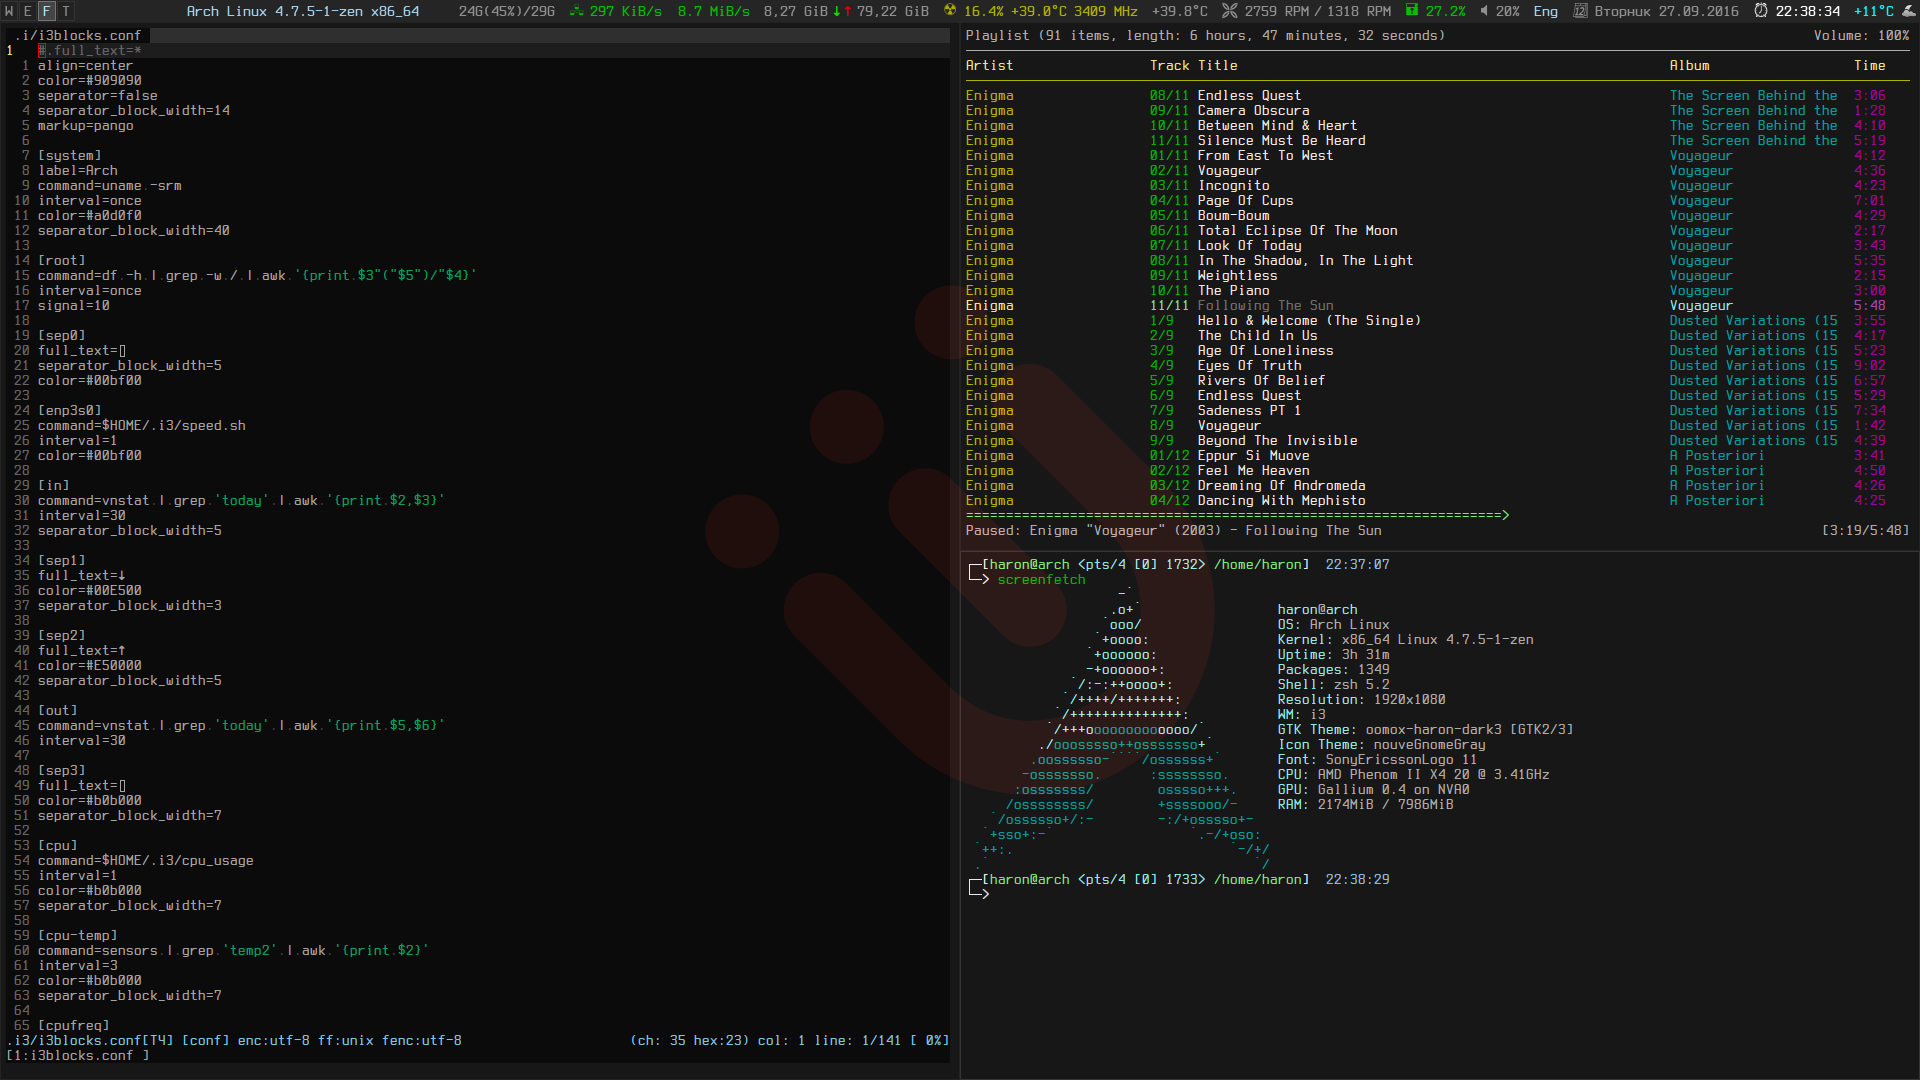 W E F T Arch Linux 4.7.5-1-zen x86_64 24G(45%)/29G 297 KiB/s 8.7 MiB/s 8,27 GiB↓↑ 79,22 GiB 16.4% +39.0°C 3409 MHz +39.8°C 2759 RPM / 1318 RPM 27.2% 20% Eng 12 Вторник 27.09.2016 22:38:34 +11°C
.i/i3blocks.conf
1 #.full_text=*
1 align=center
2 color=#909090
3 separator=false
4 separator_block_width=14
5 markup=pango
6
7 [system]
8 label=Arch
9 command=uname.-srm
10 interval=once
11 color=#a0d0f0
12 separator_block_width=40
13
14 [root]
15 command=df.-h.|.grep.-w./.|.awk.'{print.$3"("$5")/"$4}'
16 interval=once
17 signal=10
18
19 [sep0]
20 full_text=▯
21 separator_block_width=5
22 color=#00bf00
23
24 [enp3s0]
25 command=$HOME/.i3/speed.sh
26 interval=1
27 color=#00bf00
28
29 [in]
30 command=vnstat.|.grep.'today'.|.awk.'{print.$2,$3}'
31 interval=30
32 separator_block_width=5
33
34 [sep1]
35 full_text=↓
36 color=#00E500
37 separator_block_width=3
38
39 [sep2]
40 full_text=↑
41 color=#E50000
42 separator_block_width=5
43
44 [out]
45 command=vnstat.|.grep.'today'.|.awk.'{print.$5,$6}'
46 interval=30
47
48 [sep3]
49 full_text=▯
50 color=#b0b000
51 separator_block_width=7
52
53 [cpu]
54 command=$HOME/.i3/cpu_usage
55 interval=1
56 color=#b0b000
57 separator_block_width=7
58
59 [cpu-temp]
60 command=sensors.|.grep.'temp2'.|.awk.'{print.$2}'
61 interval=3
62 color=#b0b000
63 separator_block_width=7
64
65 [cpufreq]
.i3/i3blocks.conf[T4] [conf] enc:utf-8 ff:unix fenc:utf-8 (ch: 35 hex:23) col: 1 line: 1/141 [ 0%]
[1:i3blocks.conf ]
Playlist (91 items, length: 6 hours, 47 minutes, 32 seconds) Volume: 100%
Artist Track Title Album Time
Enigma 08/11 Endless Quest The Screen Behind the 3:06
Enigma 09/11 Camera Obscura The Screen Behind the 1:28
Enigma 10/11 Between Mind & Heart The Screen Behind the 4:10
Enigma 11/11 Silence Must Be Heard The Screen Behind the 5:19
Enigma 01/11 From East To West Voyageur 4:12
Enigma 02/11 Voyageur Voyageur 4:36
Enigma 03/11 Incognito Voyageur 4:23
Enigma 04/11 Page Of Cups Voyageur 7:01
Enigma 05/11 Boum-Boum Voyageur 4:29
Enigma 06/11 Total Eclipse Of The Moon Voyageur 2:17
Enigma 07/11 Look Of Today Voyageur 3:43
Enigma 08/11 In The Shadow, In The Light Voyageur 5:35
Enigma 09/11 Weightless Voyageur 2:15
Enigma 10/11 The Piano Voyageur 3:00
Enigma 11/11 Following The Sun Voyageur 5:48
Enigma 1/9 Hello & Welcome (The Single) Dusted Variations (15 3:55
Enigma 2/9 The Child In Us Dusted Variations (15 4:17
Enigma 3/9 Age Of Loneliness Dusted Variations (15 5:23
Enigma 4/9 Eyes Of Truth Dusted Variations (15 9:02
Enigma 5/9 Rivers Of Belief Dusted Variations (15 6:57
Enigma 6/9 Endless Quest Dusted Variations (15 5:29
Enigma 7/9 Sadeness PT 1 Dusted Variations (15 7:34
Enigma 8/9 Voyageur Dusted Variations (15 1:42
Enigma 9/9 Beyond The Invisible Dusted Variations (15 4:39
Enigma 01/12 Eppur Si Muove A Posteriori 3:41
Enigma 02/12 Feel Me Heaven A Posteriori 4:50
Enigma 03/12 Dreaming Of Andromeda A Posteriori 4:26
Enigma 04/12 Dancing With Mephisto A Posteriori 4:25
Paused: Enigma "Voyageur" (2003) - Following The Sun [3:19/5:48]
[haron@arch <pts/4 [0] 1732> /home/haron] 22:37:07
> screenfetch
-`
.o+` haron@arch
`ooo/ OS: Arch Linux
`+oooo: Kernel: x86_64 Linux 4.7.5-1-zen
`+oooooo: Uptime: 3h 31m
-+oooooo+: Packages: 1349
`/:-:++oooo+: Shell: zsh 5.2
`/++++/+++++++: Resolution: 1920x1080
`/++++++++++++++: WM: i3
`/+++ooooooooooooo/` GTK Theme: oomox-haron-dark3 [GTK2/3]
./ooosssso++osssssso+` Icon Theme: nouveGnomeGray
.oossssso-````/ossssss+` Font: SonyEricssonLogo 11
-osssssso. :ssssssso. CPU: AMD Phenom II X4 20 @ 3.41GHz
:osssssss/ osssso+++. GPU: Gallium 0.4 on NVA0
/ossssssss/ +ssssooo/- RAM: 2174MiB / 7986MiB
`/ossssso+/:- -:/+osssso+-
`+sso+:-` `.-/+oso:
`++:. `-/+/
.` `/
[haron@arch <pts/4 [0] 1733> /home/haron] 22:38:29
>